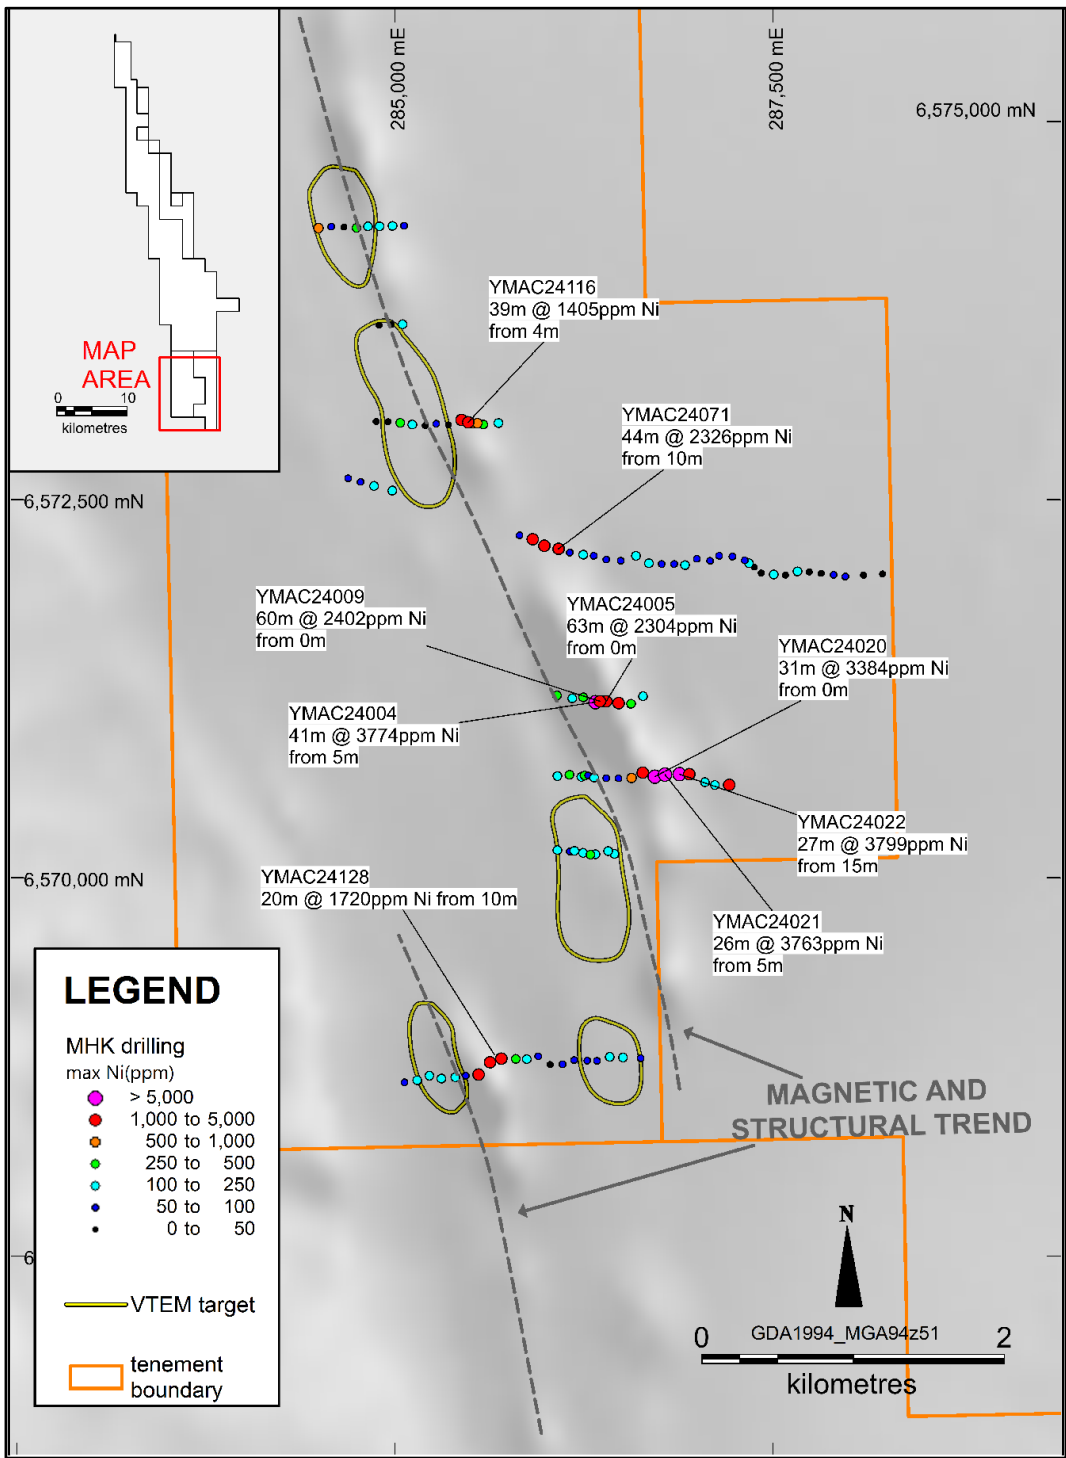 285,000 mE
287,500 mE
6,575,000 mN
MAP
AREA
0 10
kilometres
YMAC24116
39m @ 1405ppm Ni
from 4m
YMAC24071
44m @ 2326ppm Ni
from 10m
6,572,500 mN
YMAC24009
60m @ 2402ppm Ni
from 0m
YMAC24005
63m @ 2304ppm Ni
from 0m
YMAC24020
31m @ 3384ppm Ni
from 0m
YMAC24004
41m @ 3774ppm Ni
from 5m
YMAC24022
27m @ 3799ppm Ni
from 15m
6,570,000 mN
YMAC24128
20m @ 1720ppm Ni from 10m
YMAC24021
26m @ 3763ppm Ni
from 5m
LEGEND
MHK drilling
max Ni(ppm)
> 5,000
1,000 to 5,000
500 to 1,000
250 to 500
100 to 250
50 to 100
0 to 50
VTEM target
tenement
boundary
MAGNETIC AND
STRUCTURAL TREND
6
N
GDA1994_MGA94z51
0 2
kilometres